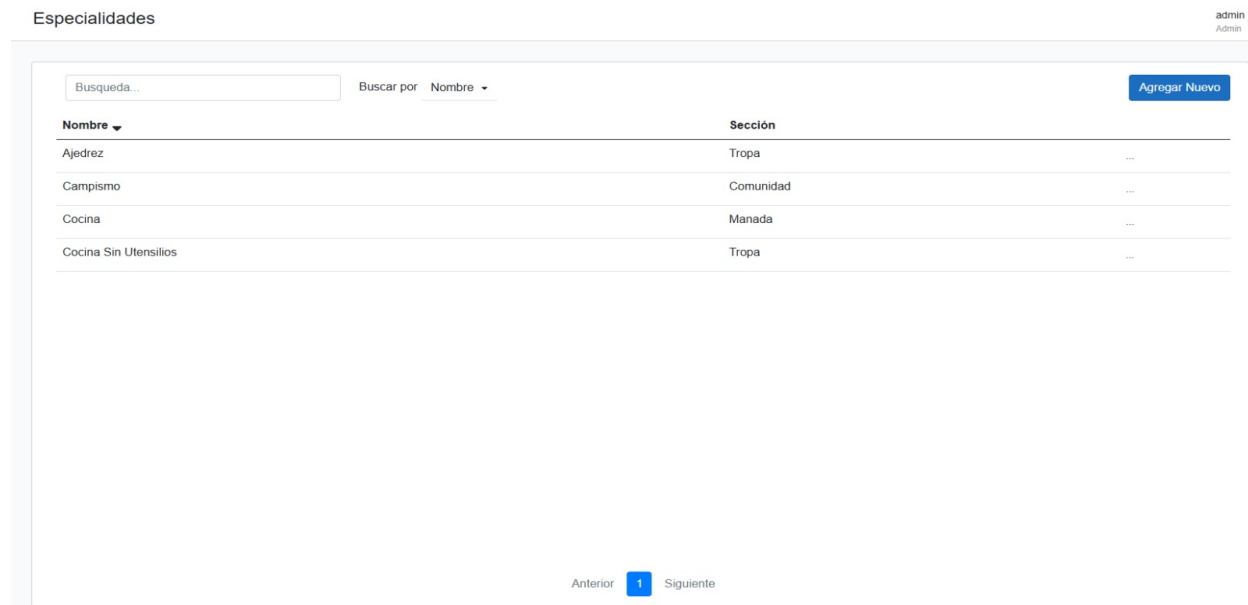 Especialidades
admin
Admin
Busqueda...
Buscar por Nombre
Agregar Nuevo
Nombre Sección
Ajedrez Tropa ...
Campismo Comunidad ...
Cocina Manada ...
Cocina Sin Utensilios Tropa ...
Anterior 1 Siguiente